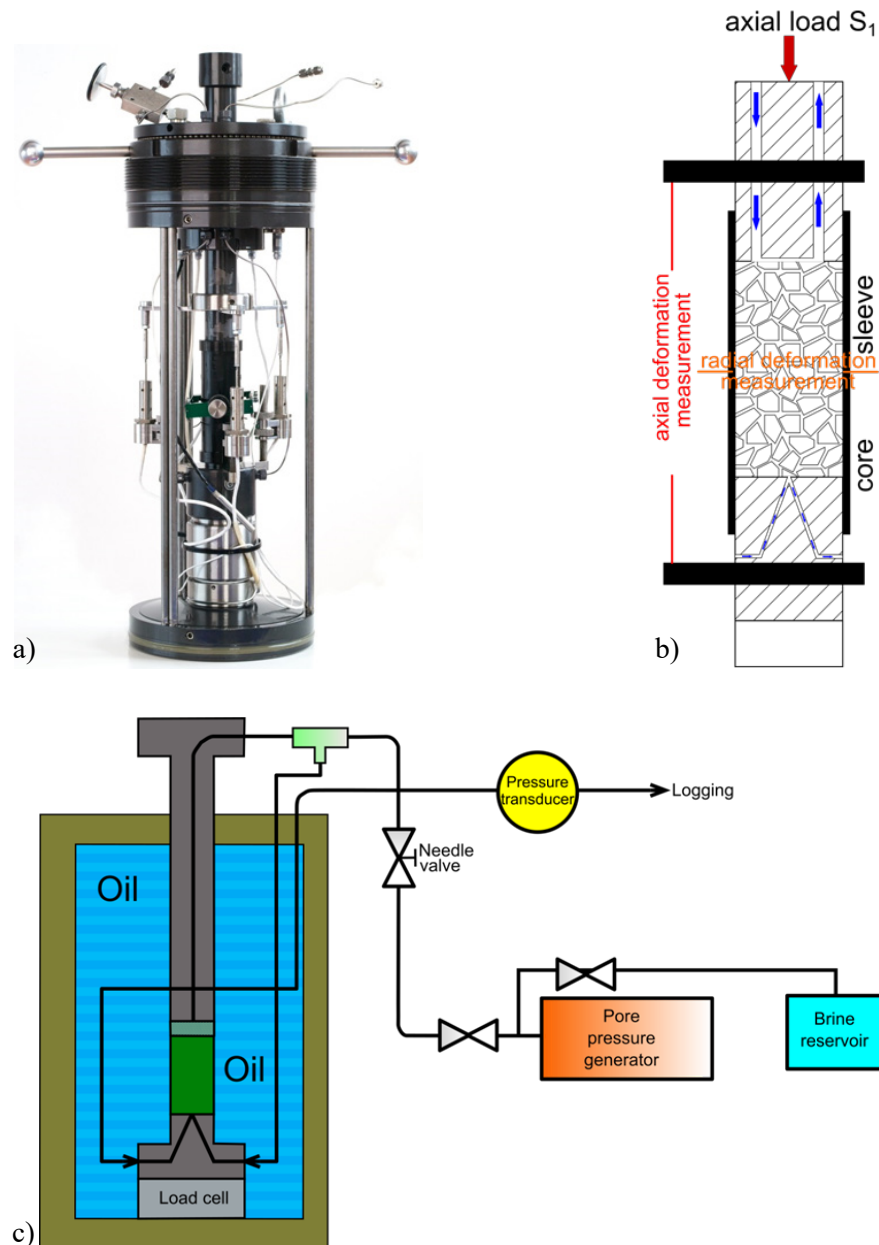 a)
axial load S1
axial deformation
measurement
radial deformation
measurement
sleeve
core
b)
Pressure
transducer
Logging
Needle
valve
Oil
Oil
Pore
pressure
generator
Brine
reservoir
Load cell
c)